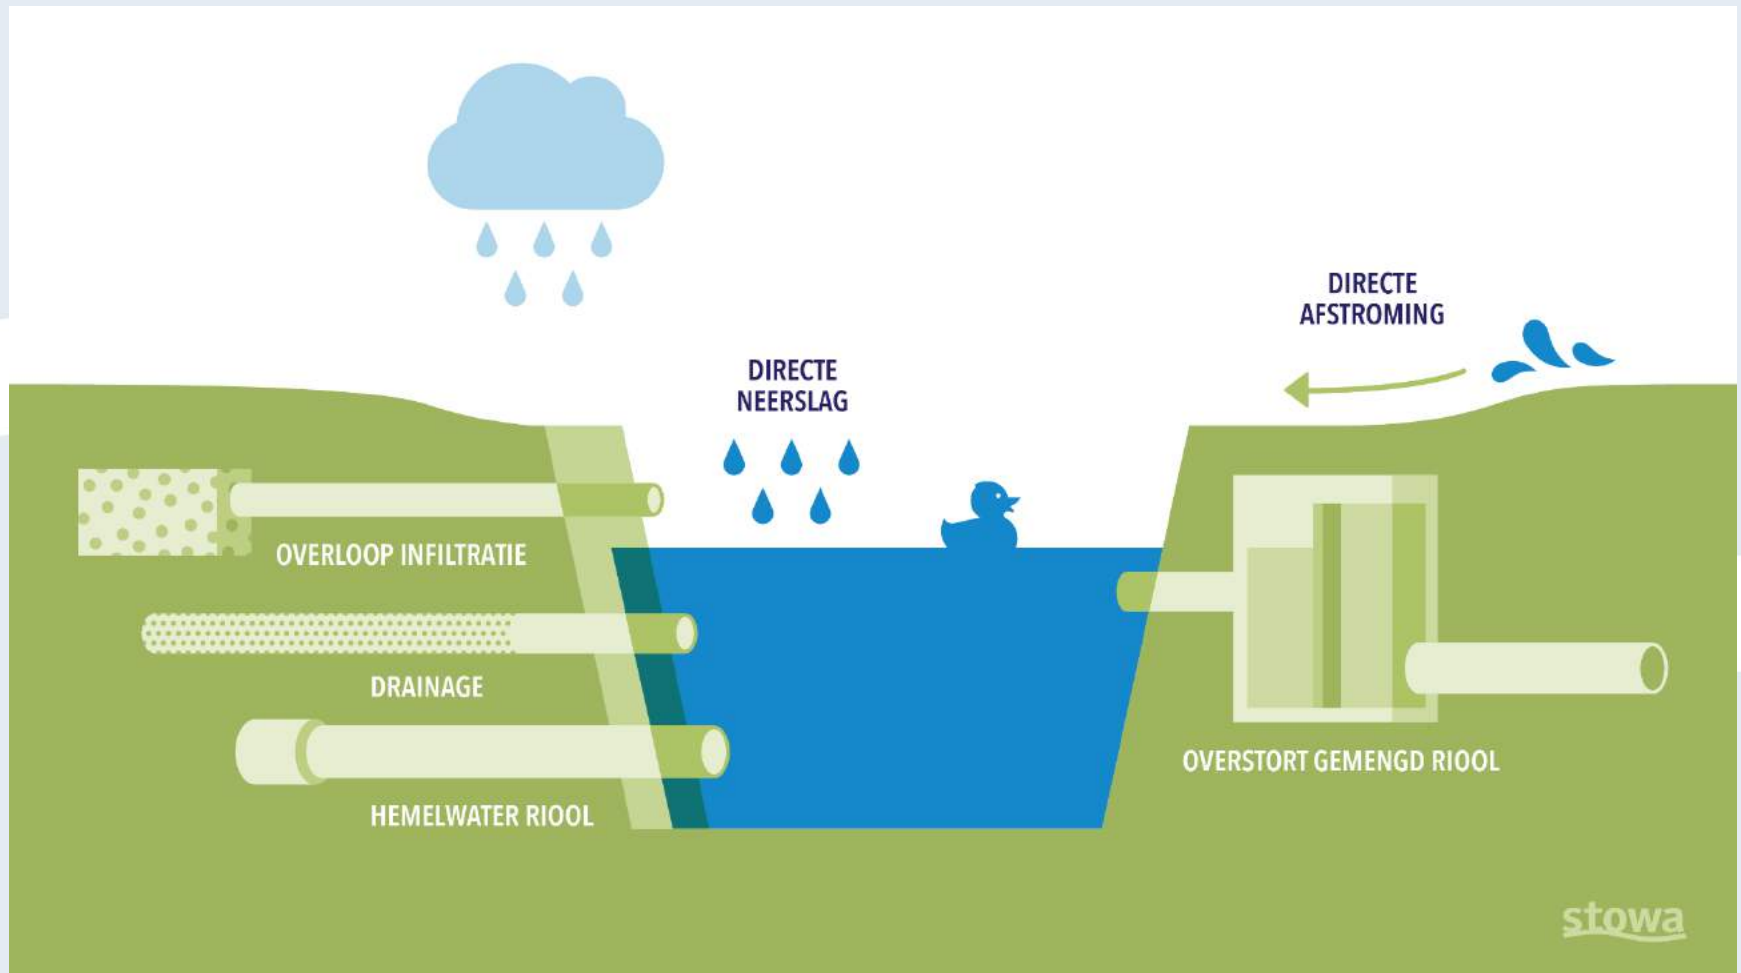 DIRECTE
AFSTROMING
DIRECTE
NEERSLAG
OVERLOOP INFILTRATIE
DRAINAGE
HEMELWATER RIOOL
OVERSTORT GEMENGD RIOOL
stowa